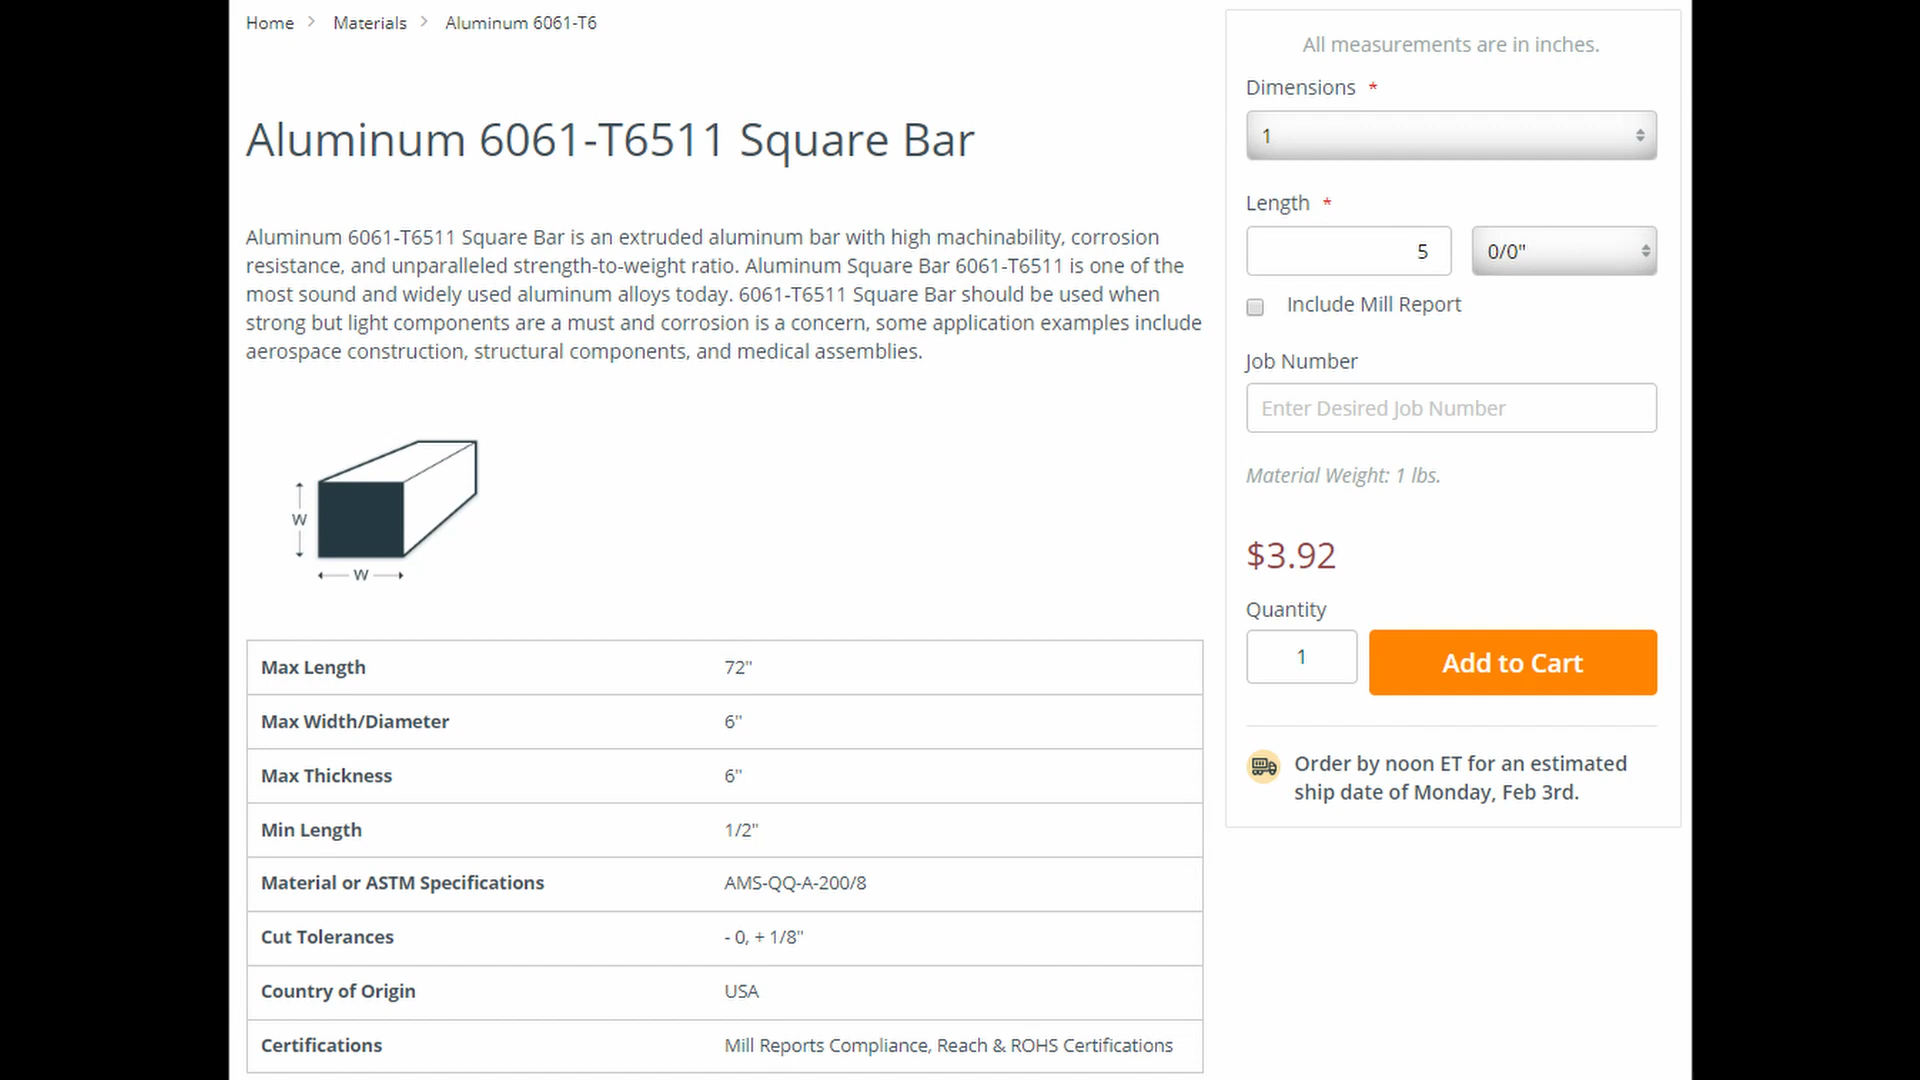 Home > Materials > Aluminum 6061-T6
Aluminum 6061-T6511 Square Bar
Aluminum 6061-T6511 Square Bar is an extruded aluminum bar with high machinability, corrosion
resistance, and unparalleled strength-to-weight ratio. Aluminum Square Bar 6061-T6511 is one of the
most sound and widely used aluminum alloys today. 6061-T6511 Square Bar should be used when
strong but light components are a must and corrosion is a concern, some application examples include
aerospace construction, structural components, and medical assemblies.
W
W
Max Length 72"
Max Width/Diameter 6"
Max Thickness 6"
Min Length 1/2"
Material or ASTM Specifications AMS-QQ-A-200/8
Cut Tolerances - 0, + 1/8"
Country of Origin USA
Certifications Mill Reports Compliance, Reach & ROHS Certifications
All measurements are in inches.
Dimensions *
1
Length *
5 0/0"
Include Mill Report
Job Number
Enter Desired Job Number
Material Weight: 1 lbs.
$3.92
Quantity
1 Add to Cart
Order by noon ET for an estimated
ship date of Monday, Feb 3rd.